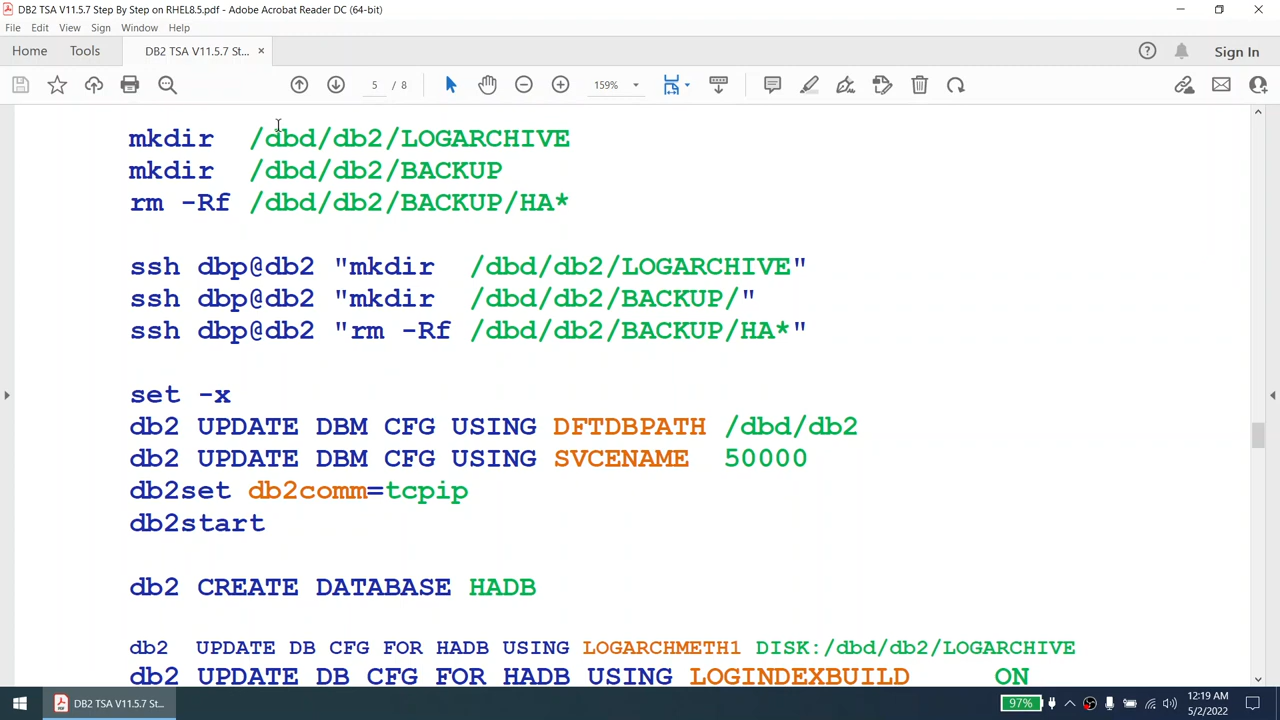 DB2 TSA V11.5.7 Step By Step on RHEL8.5.pdf - Adobe Acrobat Reader DC (64-bit)
File Edit View Sign Window Help
Home Tools DB2 TSA V11.5.7 St... × Sign In
5 / 8 159%
mkdir /dbd/db2/LOGARCHIVE
mkdir /dbd/db2/BACKUP
rm -Rf /dbd/db2/BACKUP/HA*
ssh dbp@db2 "mkdir /dbd/db2/LOGARCHIVE"
ssh dbp@db2 "mkdir /dbd/db2/BACKUP/"
ssh dbp@db2 "rm -Rf /dbd/db2/BACKUP/HA*"
set -x
db2 UPDATE DBM CFG USING DFTDBPATH /dbd/db2
db2 UPDATE DBM CFG USING SVCENAME 50000
db2set db2comm=tcpip
db2start
db2 CREATE DATABASE HADB
db2 UPDATE DB CFG FOR HADB USING LOGARCHMETH1 DISK:/dbd/db2/LOGARCHIVE
db2 UPDATE DB CFG FOR HADB USING LOGINDEXBUILD ON
DB2 TSA V11.5.7 St...
97%
12:19 AM
5/2/2022